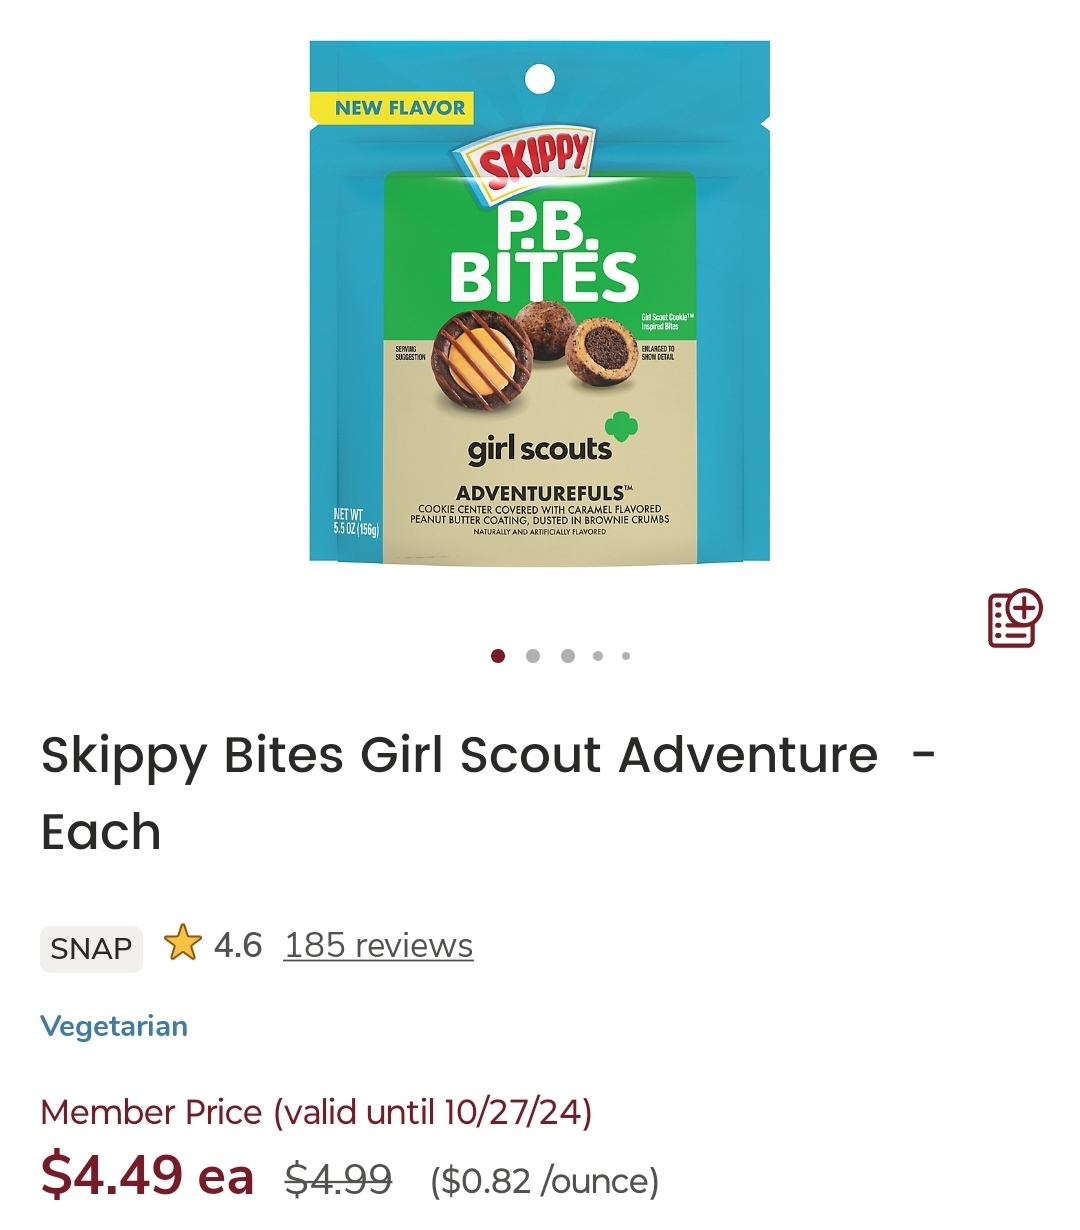 NEW FLAVOR
SKIPPY
P.B.
BITES
Girl Scout Cookie™
Inspired Bites
SERVING
SUGGESTION
ENLARGED TO
SHOW DETAIL
girl scouts
ADVENTUREFULS™
COOKIE CENTER COVERED WITH CARAMEL FLAVORED
PEANUT BUTTER COATING, DUSTED IN BROWNIE CRUMBS
NATURALLY AND ARTIFICIALLY FLAVORED
NET WT
5.5 OZ (156g)
Skippy Bites Girl Scout Adventure -
Each
SNAP 4.6 185 reviews
Vegetarian
Member Price (valid until 10/27/24)
$4.49 ea $4.99 ($0.82 /ounce)